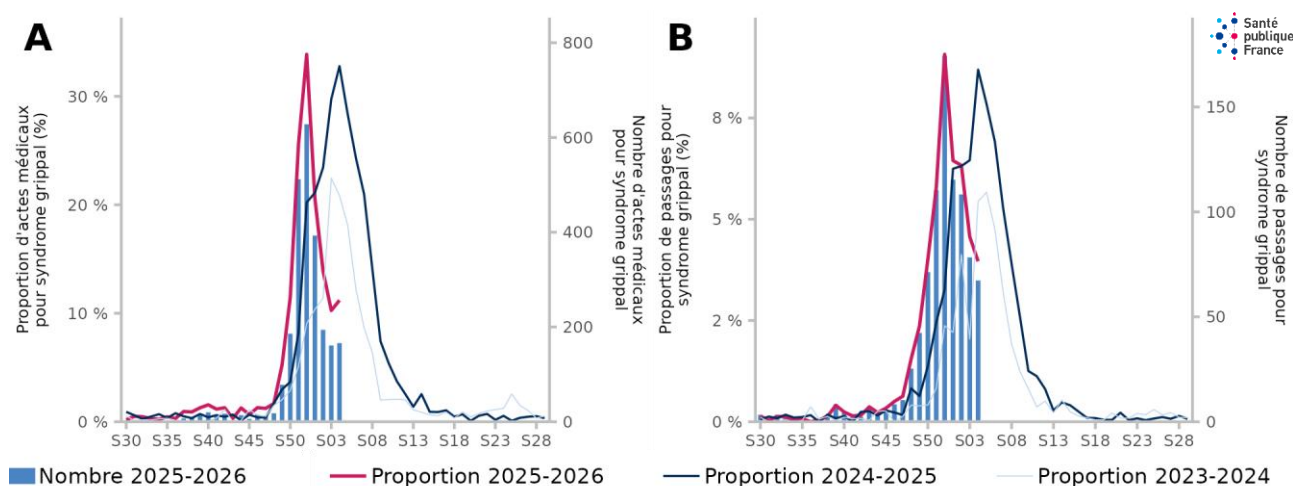 A
Proportion d'actes médicaux
pour syndrome grippal (%)
30 %
20 %
10 %
0 %
800
600
400
200
0
Nombre d'actes médicaux
pour syndrome grippal
S30 S35 S40 S45 S50 S03 S08 S13 S18 S23 S28
B
Proportion de passages pour
syndrome grippal (%)
8 %
5 %
2 %
0 %
150
100
50
0
Nombre de passages pour
syndrome grippal
S30 S35 S40 S45 S50 S03 S08 S13 S18 S23 S28
Santé
publique
France
Nombre 2025-2026 Proportion 2025-2026 Proportion 2024-2025 Proportion 2023-2024